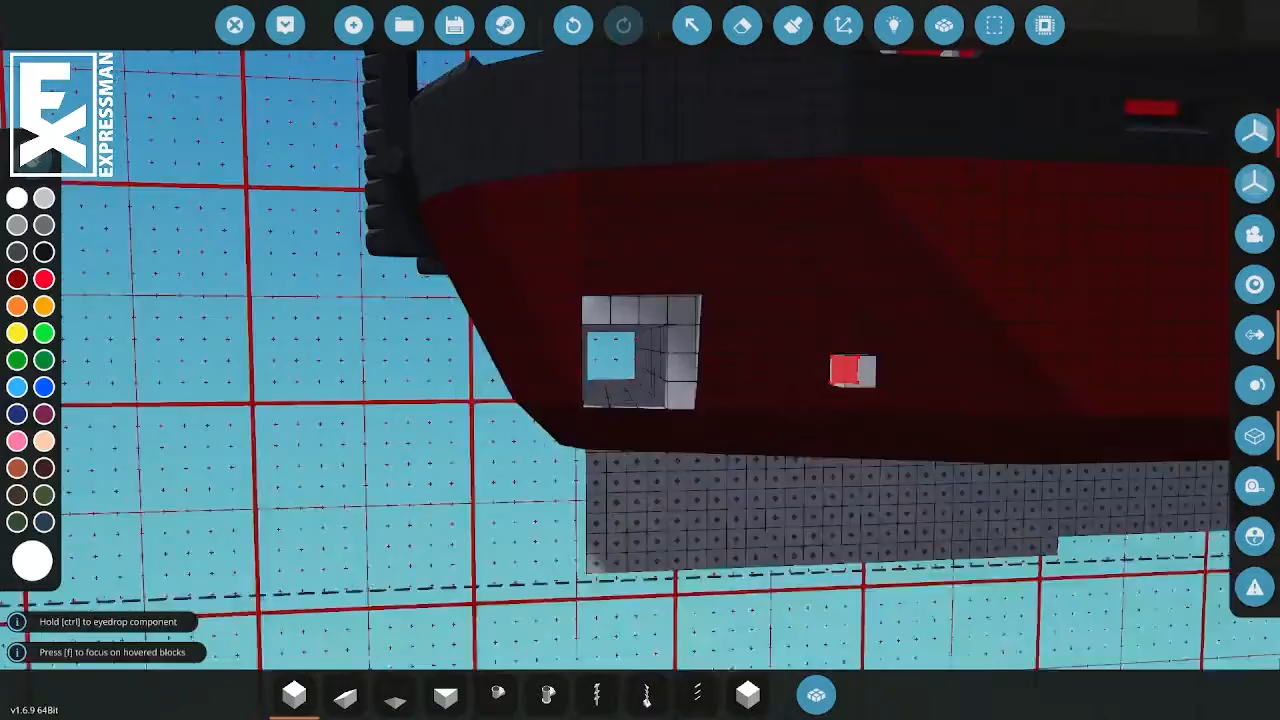 EX
EXPRESSMAN
Hold [ctrl] to eyedrop component
Press [f] to focus on hovered blocks
v1.6.9 64Bit